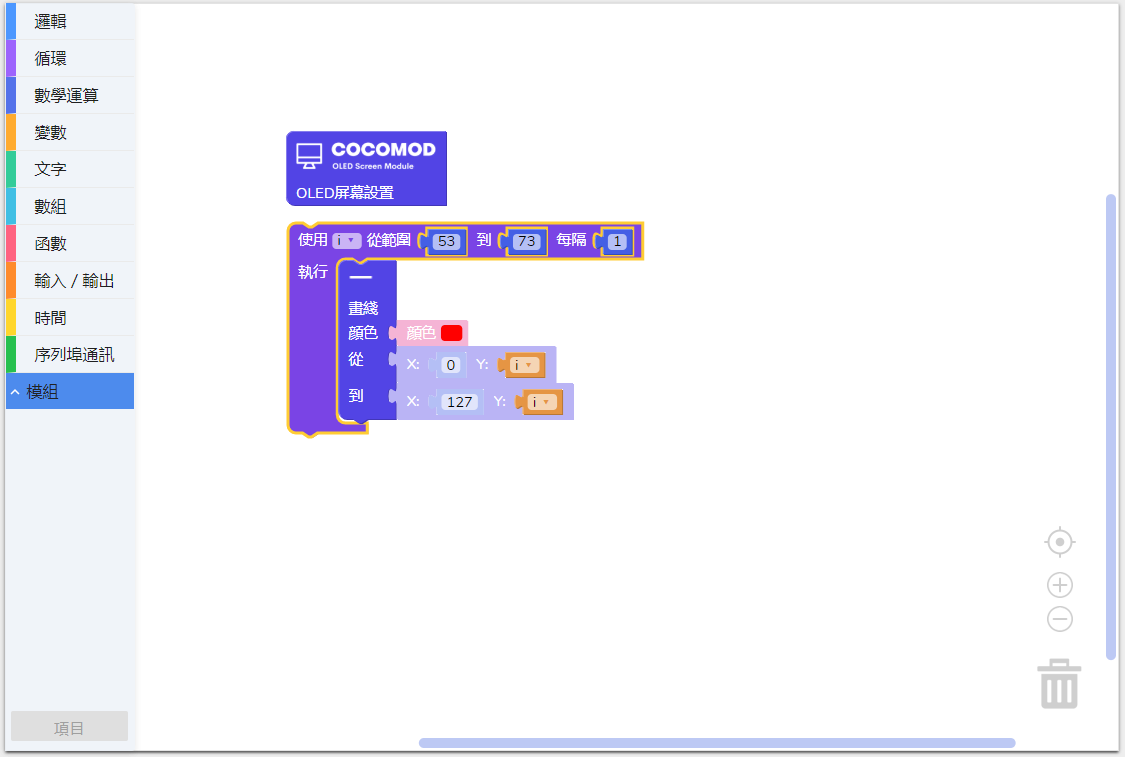 邏輯
循環
數學運算
變數
文字
數組
函數
輸入 / 輸出
時間
序列埠通訊
模組
項目
COCOMOD
OLED Screen Module
OLED屏幕設置
使用 i 從範圍 53 到 73 每隔 1
執行
畫綫
顏色 顏色
從 X: 0 Y: i
到 X: 127 Y: i